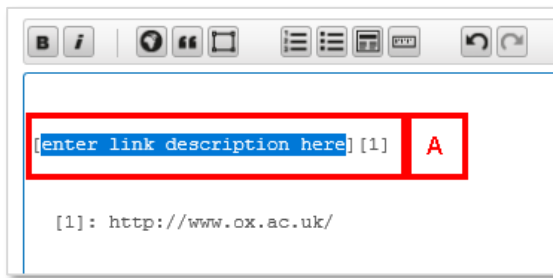 B i
[enter link description here][1] A
[1]: http://www.ox.ac.uk/